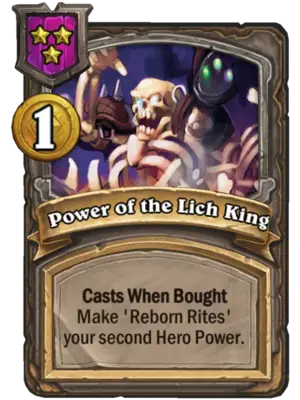 1
Power of the Lich King
Casts When Bought
Make 'Reborn Rites'
your second Hero Power.